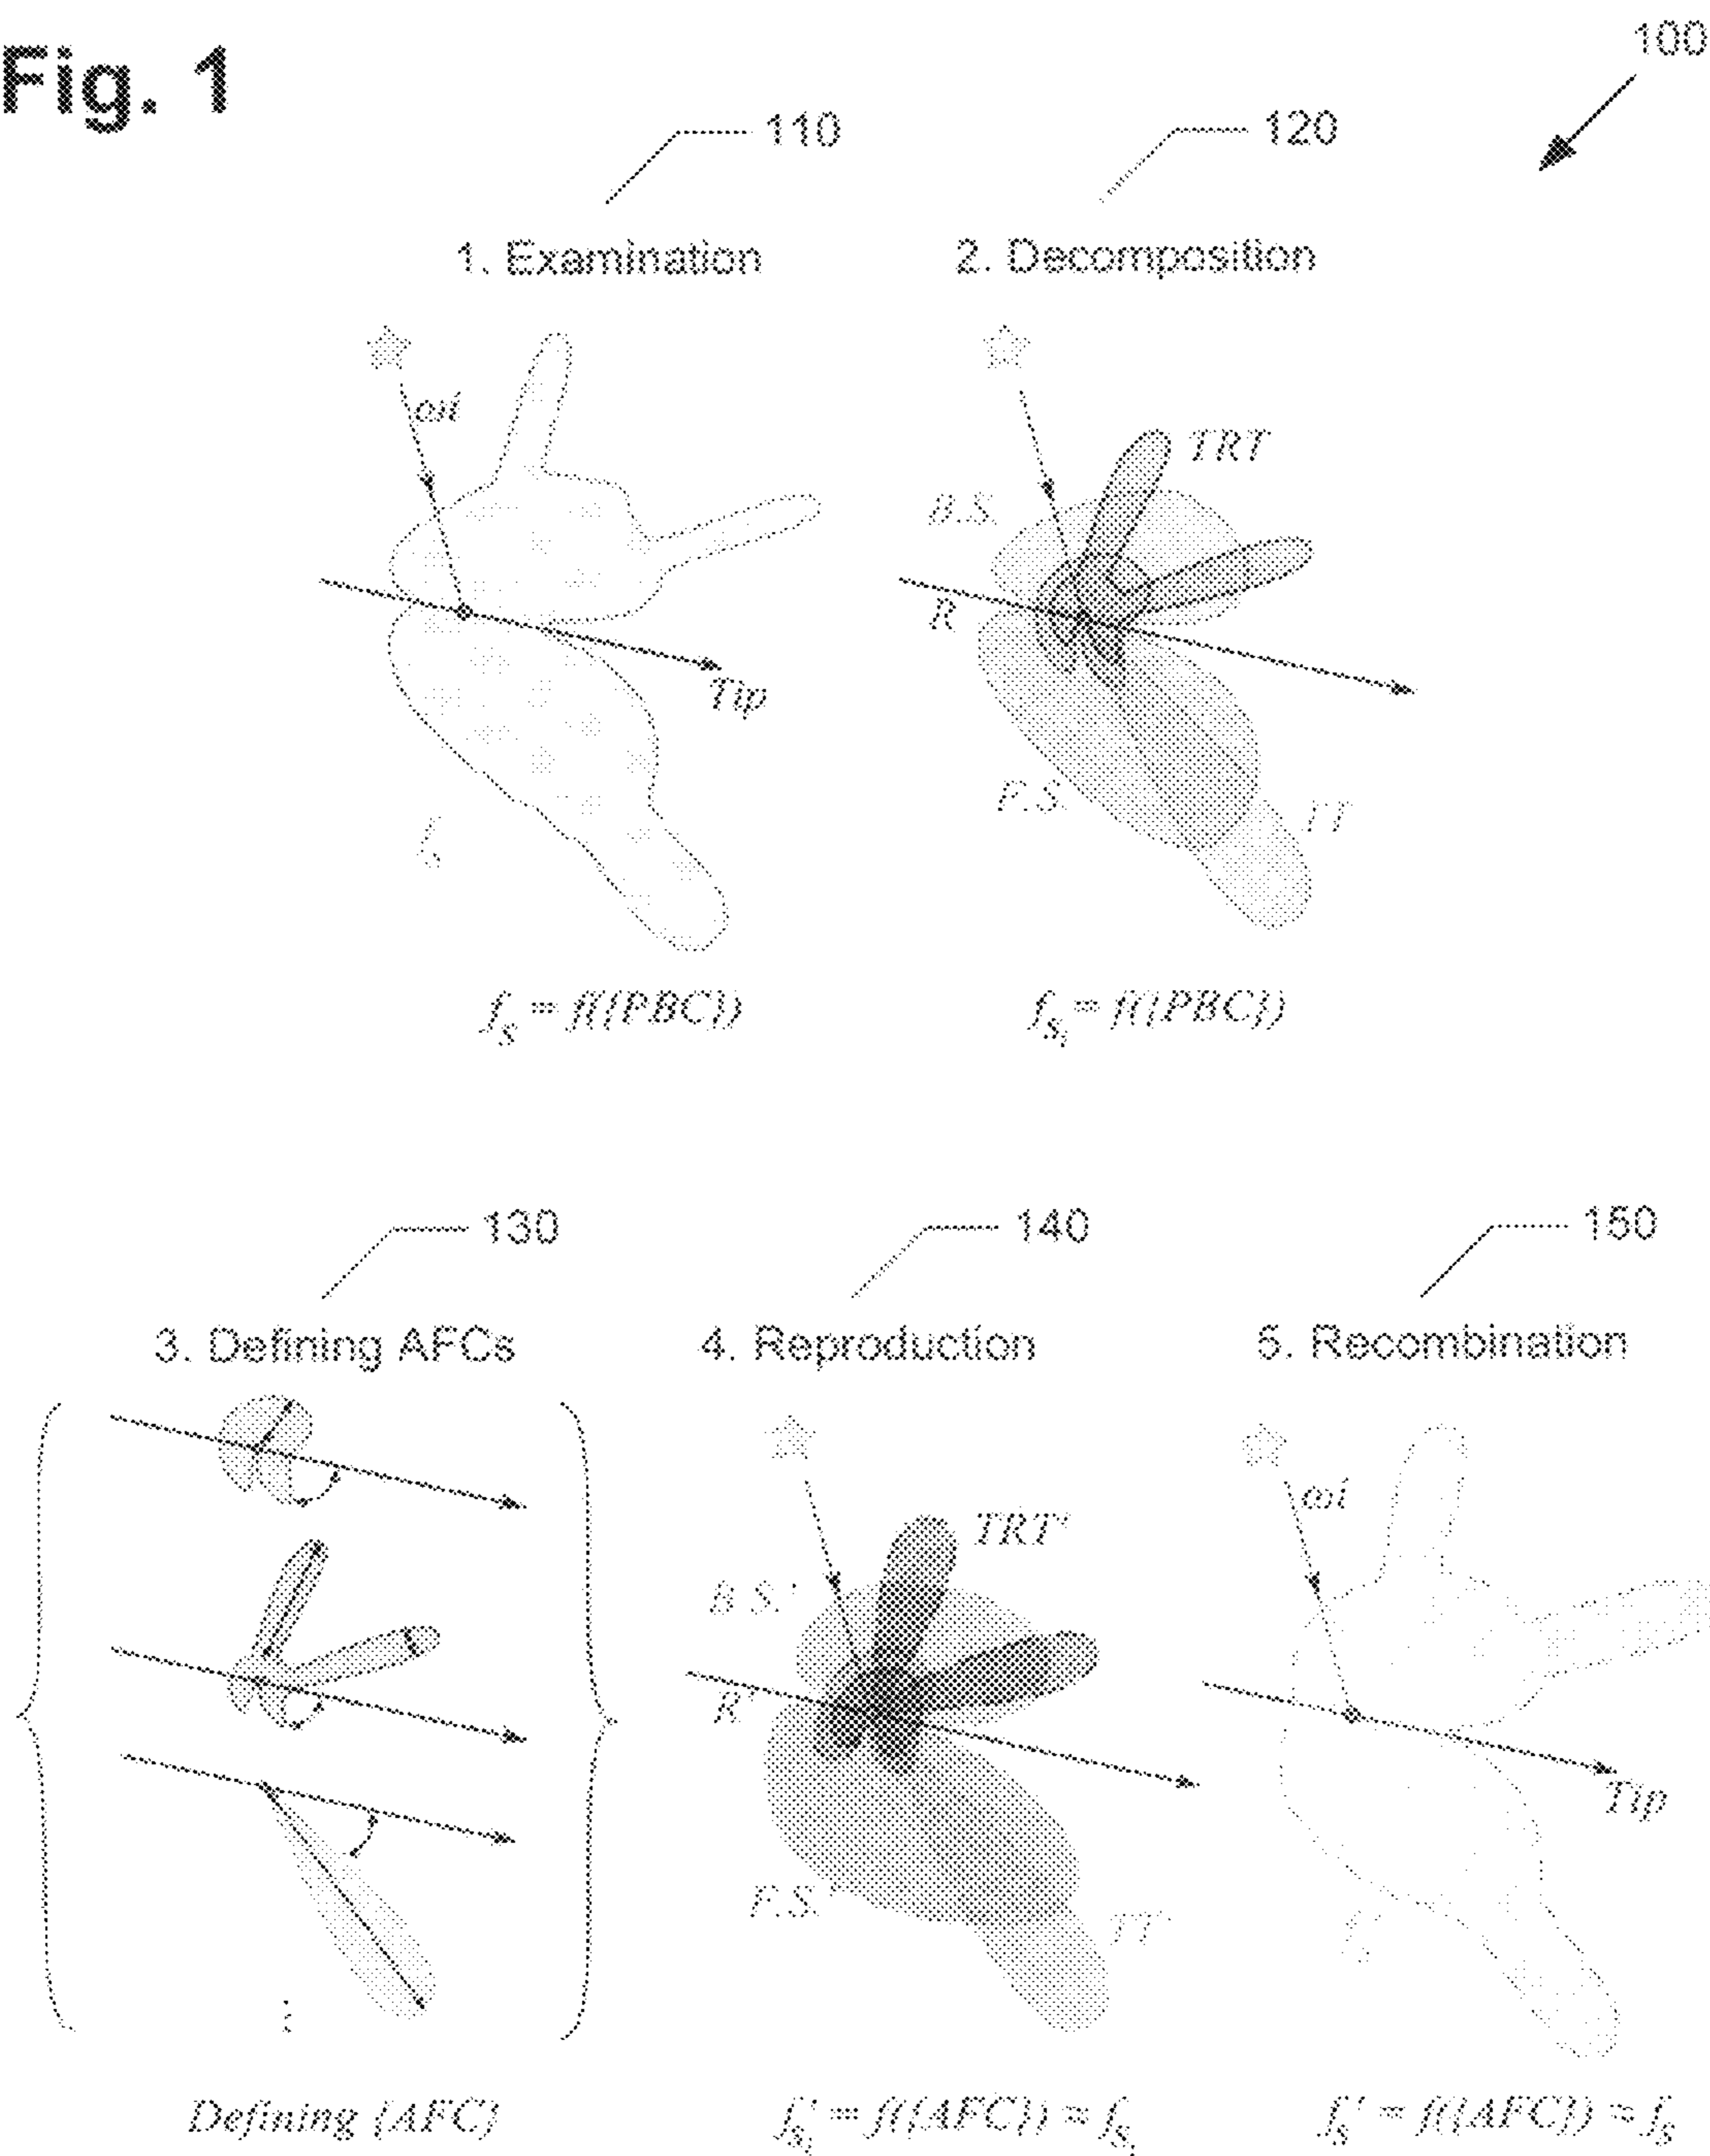 Fig. 1
100
110
120
1. Examination
2. Decomposition
ωi
TRT
B.S.
R
Tip
F.S.
TT
f_S = f({PBC})
f_{S_i} = f({PBC})
130
140
150
3. Defining AFCs
4. Reproduction
5. Recombination
ωi
TRT'
B.S.'
R'
Tip
F.S.'
TT'
Defining {AFC}
f_{S_i}' = f({AFC}) ≈ f_{S_i}
f_S' = f({AFC}) ≈ f_S